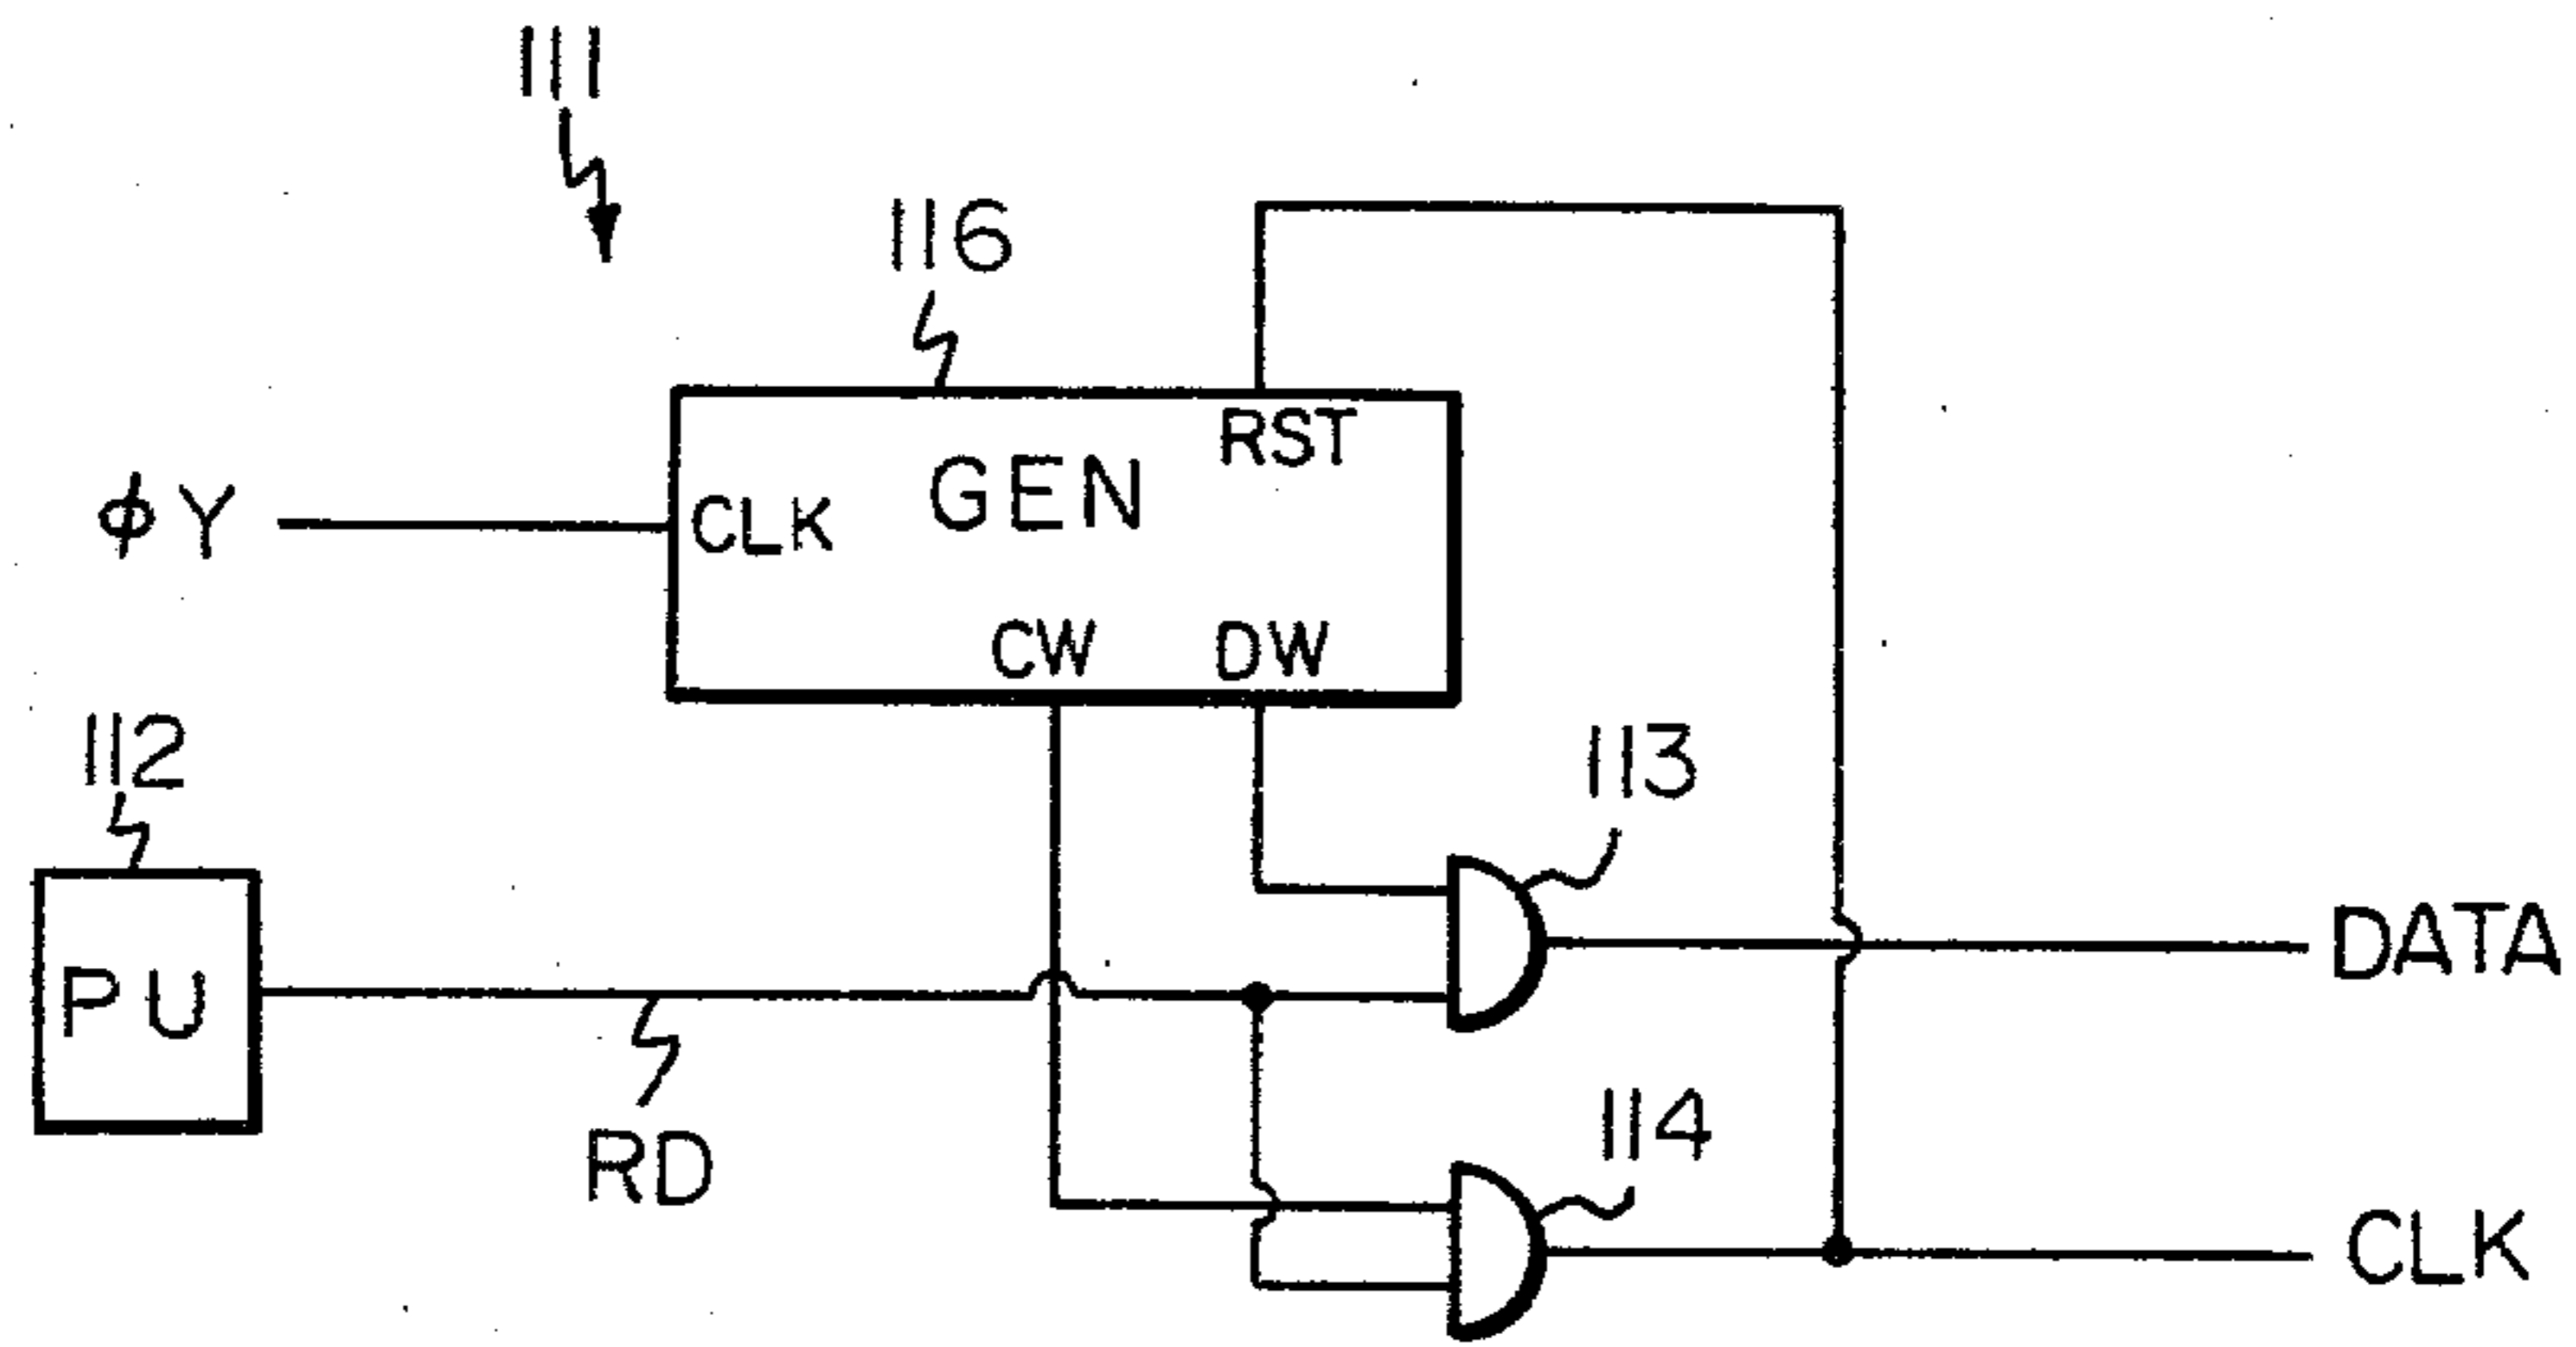 111
116
RST
GEN
φY
CLK
CW DW
112
113
PU
DATA
RD
114
CLK